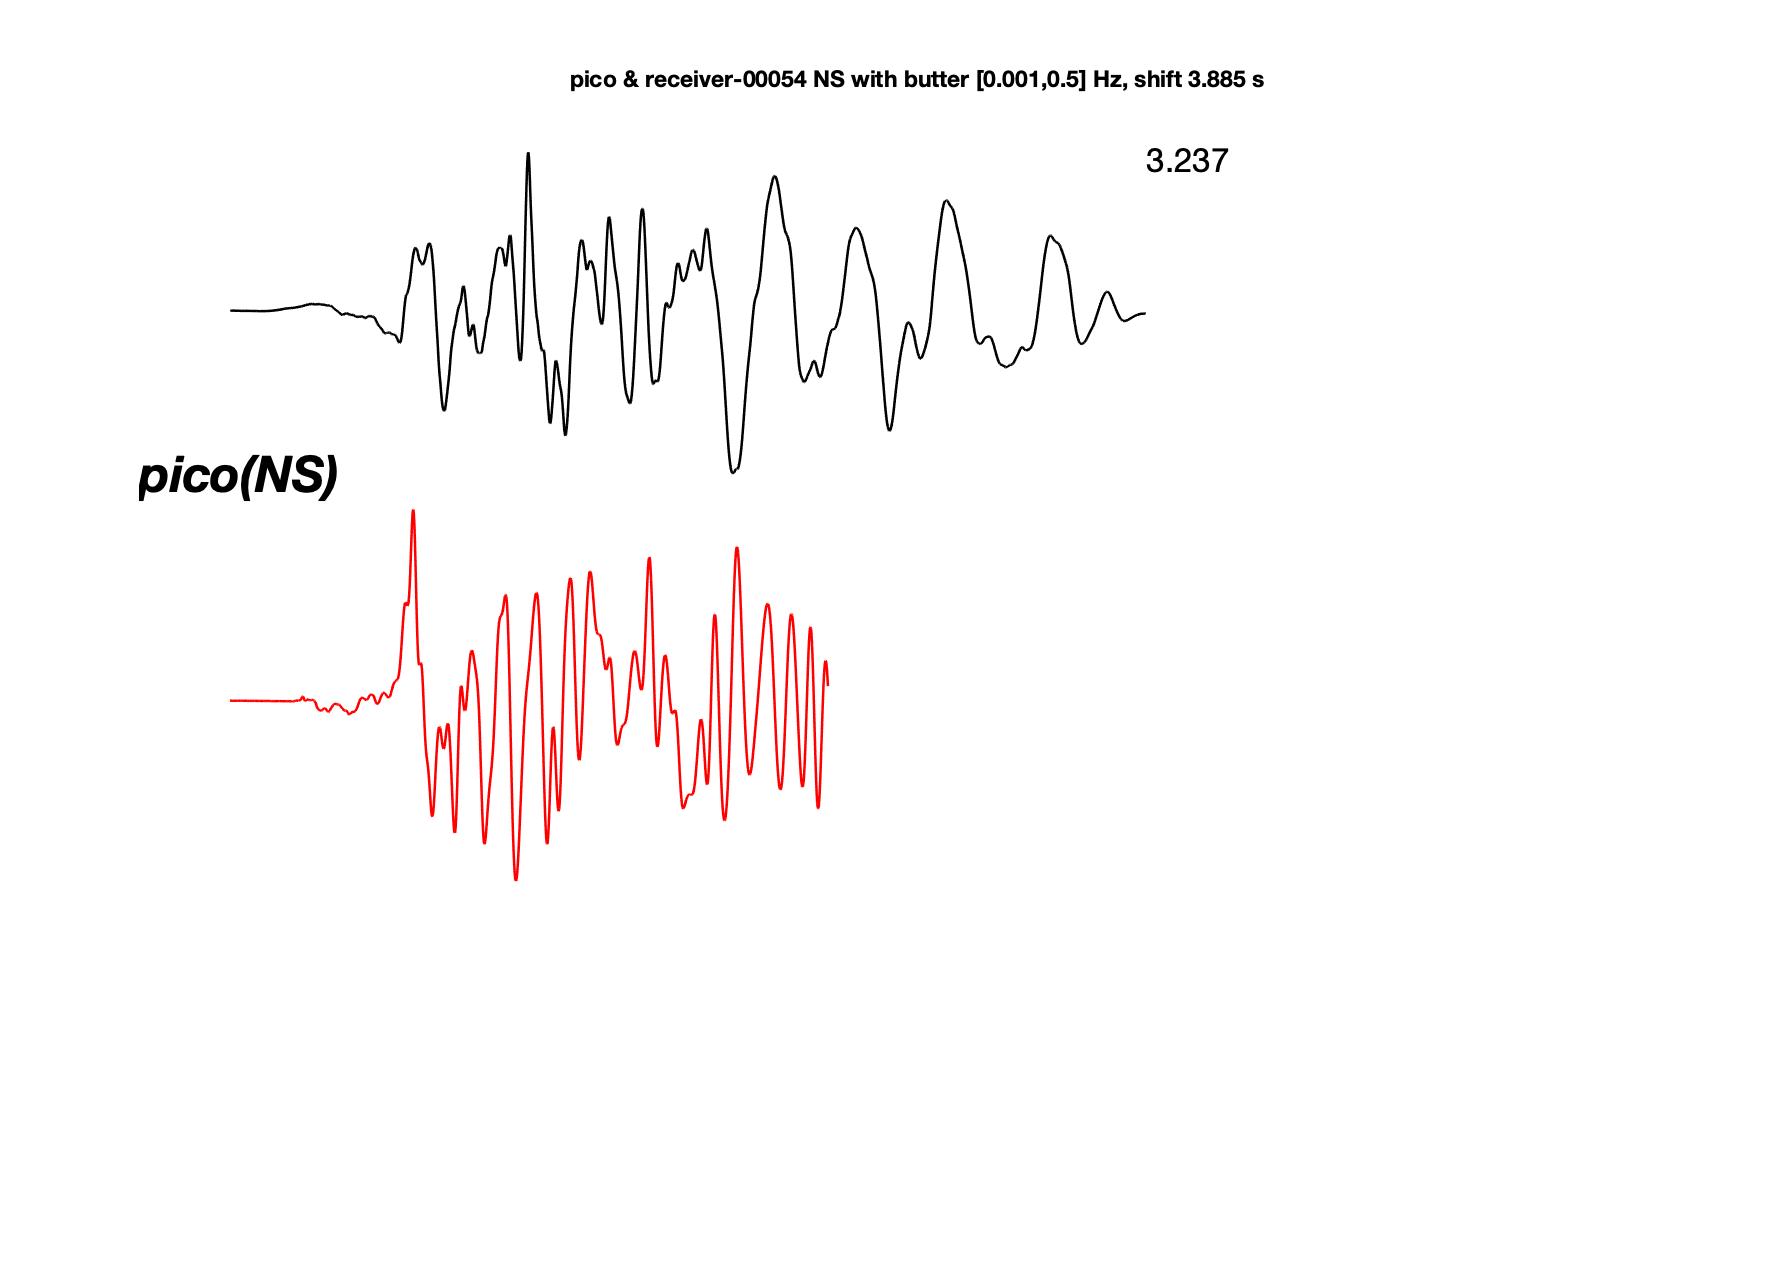 pico & receiver-00054 NS with butter [0.001,0.5] Hz, shift 3.885 s
3.237
pico(NS)